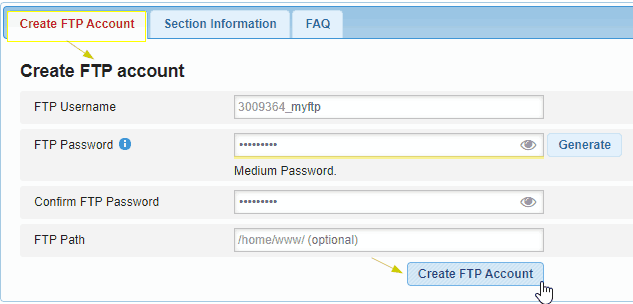 Create FTP Account Section Information FAQ
Create FTP account
FTP Username 3009364_myftp
FTP Password ••••••••• Generate
Medium Password.
Confirm FTP Password •••••••••
FTP Path /home/www/ (optional)
Create FTP Account